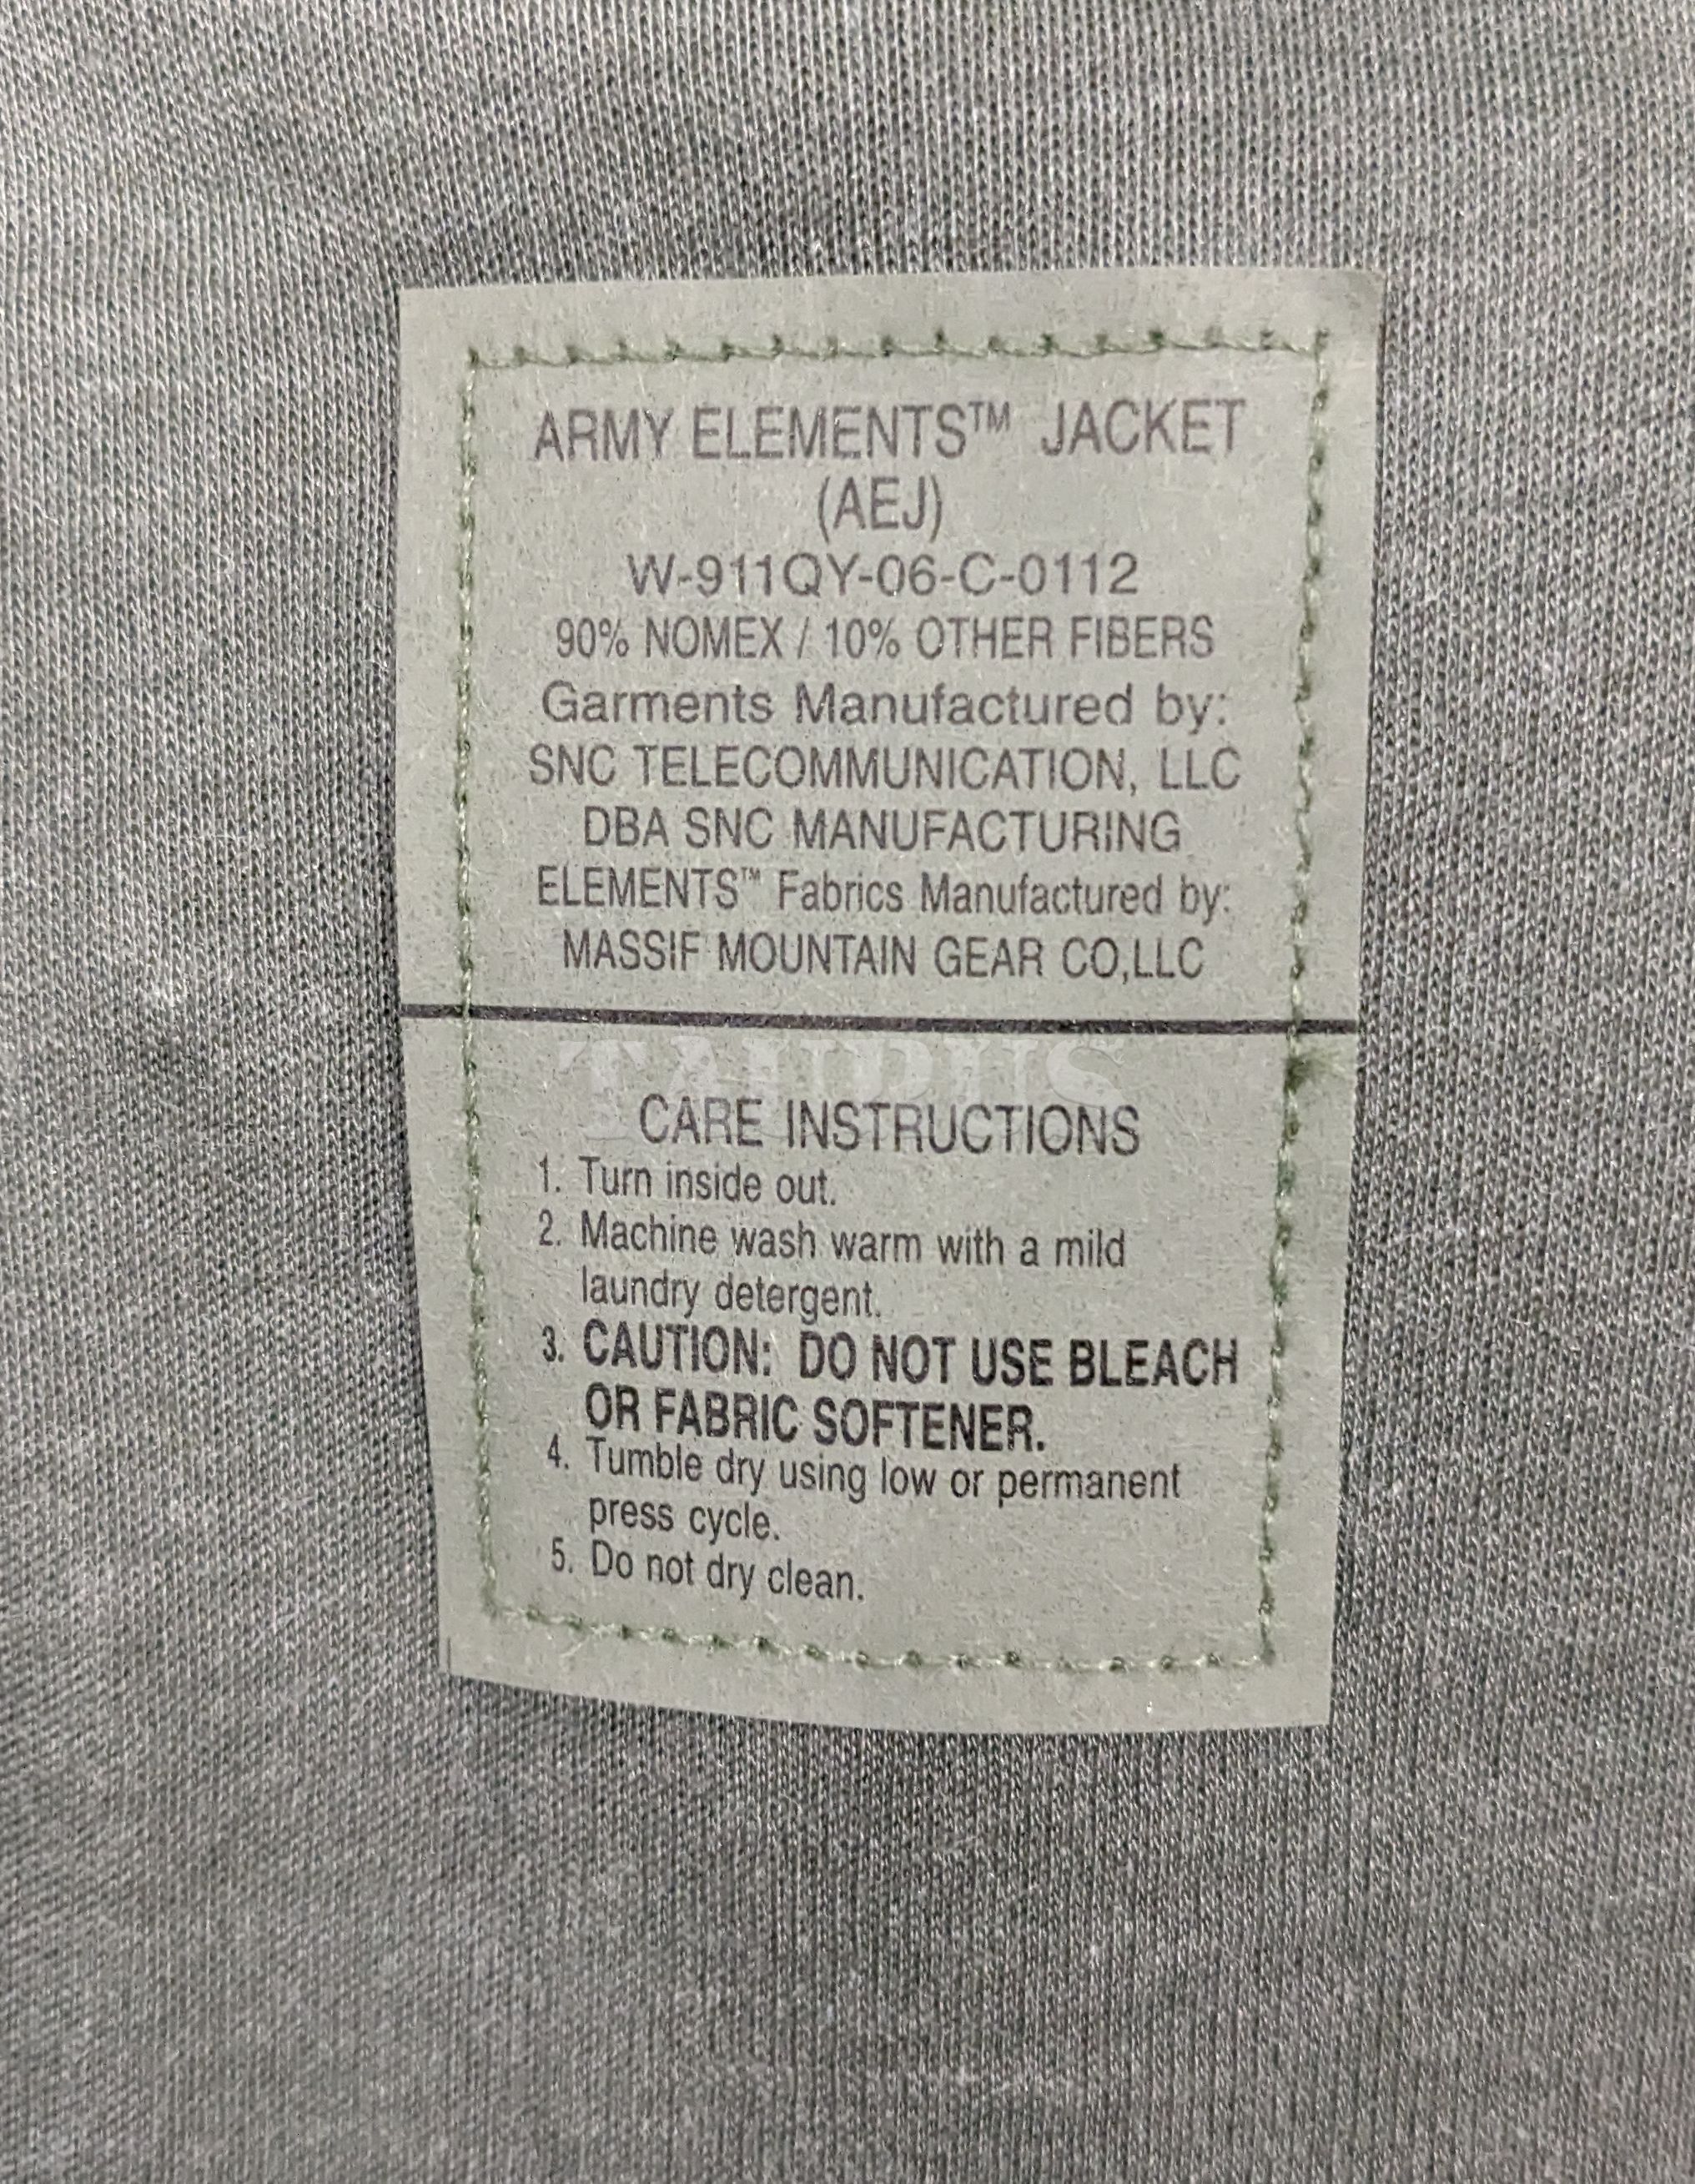 ARMY ELEMENTS™ JACKET
(AEJ)
W-911QY-06-C-0112
90% NOMEX / 10% OTHER FIBERS
Garments Manufactured by:
SNC TELECOMMUNICATION, LLC
DBA SNC MANUFACTURING
ELEMENTS™ Fabrics Manufactured by:
MASSIF MOUNTAIN GEAR CO,LLC
TAURUS
CARE INSTRUCTIONS
1. Turn inside out.
2. Machine wash warm with a mild
laundry detergent.
3. CAUTION: DO NOT USE BLEACH
OR FABRIC SOFTENER.
4. Tumble dry using low or permanent
press cycle.
5. Do not dry clean.